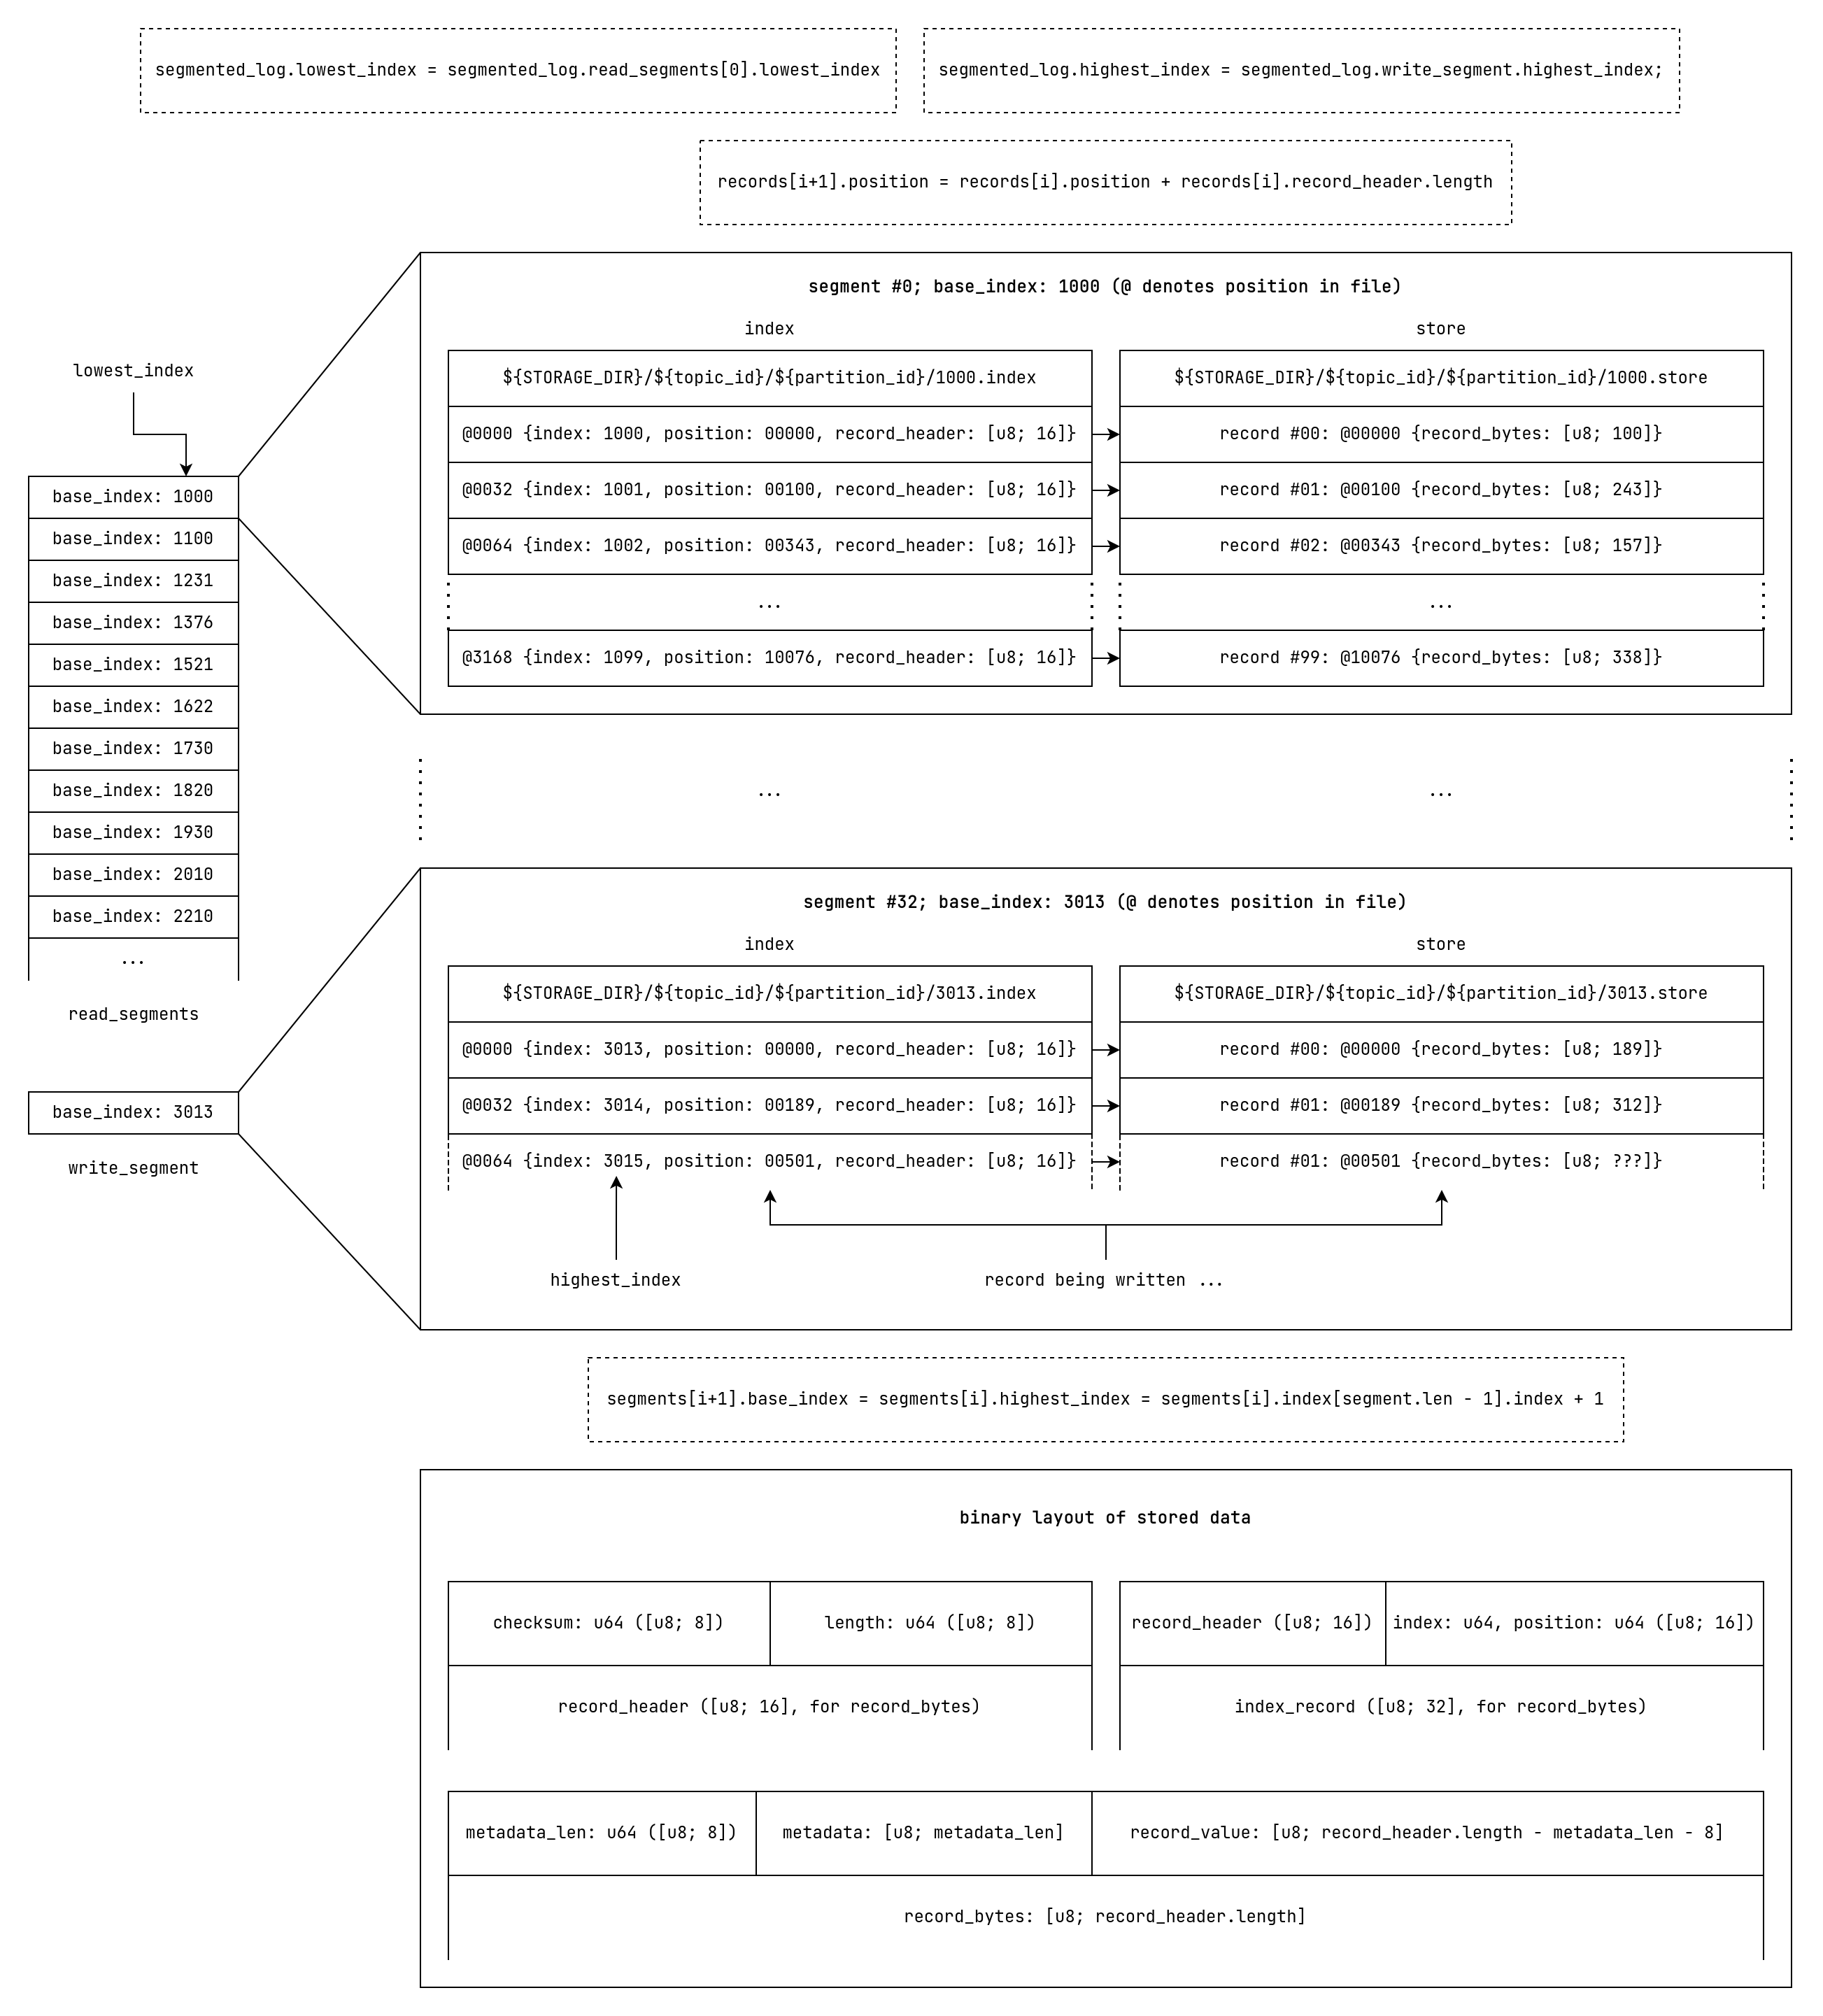 segmented_log.lowest_index = segmented_log.read_segments[0].lowest_index
segmented_log.highest_index = segmented_log.write_segment.highest_index;
records[i+1].position = records[i].position + records[i].record_header.length
lowest_index
base_index: 1000
base_index: 1100
base_index: 1231
base_index: 1376
base_index: 1521
base_index: 1622
base_index: 1730
base_index: 1820
base_index: 1930
base_index: 2010
base_index: 2210
...
read_segments
base_index: 3013
write_segment
segment #0; base_index: 1000 (@ denotes position in file)
index
${STORAGE_DIR}/${topic_id}/${partition_id}/1000.index
@0000 {index: 1000, position: 00000, record_header: [u8; 16]}
@0032 {index: 1001, position: 00100, record_header: [u8; 16]}
@0064 {index: 1002, position: 00343, record_header: [u8; 16]}
...
@3168 {index: 1099, position: 10076, record_header: [u8; 16]}
store
${STORAGE_DIR}/${topic_id}/${partition_id}/1000.store
record #00: @00000 {record_bytes: [u8; 100]}
record #01: @00100 {record_bytes: [u8; 243]}
record #02: @00343 {record_bytes: [u8; 157]}
...
record #99: @10076 {record_bytes: [u8; 338]}
...
...
segment #32; base_index: 3013 (@ denotes position in file)
index
${STORAGE_DIR}/${topic_id}/${partition_id}/3013.index
@0000 {index: 3013, position: 00000, record_header: [u8; 16]}
@0032 {index: 3014, position: 00189, record_header: [u8; 16]}
@0064 {index: 3015, position: 00501, record_header: [u8; 16]}
store
${STORAGE_DIR}/${topic_id}/${partition_id}/3013.store
record #00: @00000 {record_bytes: [u8; 189]}
record #01: @00189 {record_bytes: [u8; 312]}
record #01: @00501 {record_bytes: [u8; ???]}
highest_index
record being written ...
segments[i+1].base_index = segments[i].highest_index = segments[i].index[segment.len - 1].index + 1
binary layout of stored data
checksum: u64 ([u8; 8])
length: u64 ([u8; 8])
record_header ([u8; 16], for record_bytes)
record_header ([u8; 16])
index: u64, position: u64 ([u8; 16])
index_record ([u8; 32], for record_bytes)
metadata_len: u64 ([u8; 8])
metadata: [u8; metadata_len]
record_value: [u8; record_header.length - metadata_len - 8]
record_bytes: [u8; record_header.length]